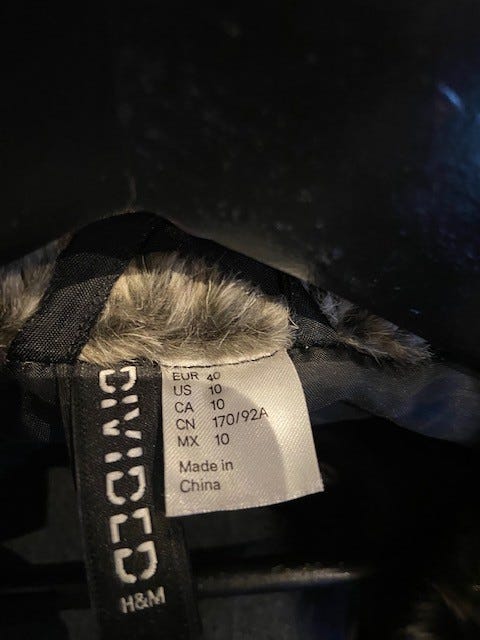 EUR 40
US 10
CA 10
CN 170/92A
MX 10
Made in
China
DIVIDED
H&M